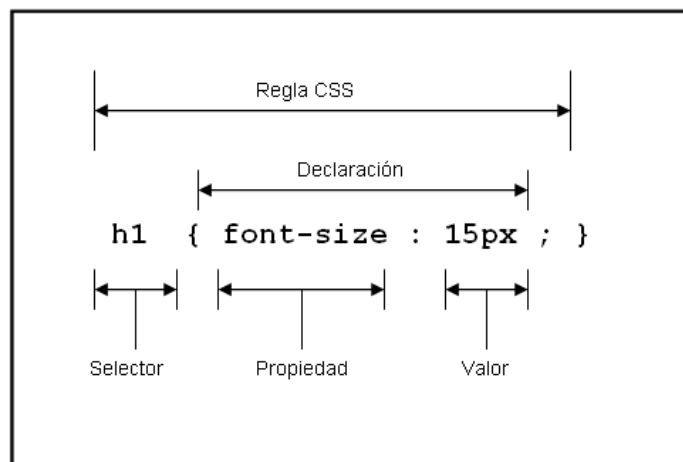 Regla CSS
Declaración
h1 { font-size : 15px ; }
Selector Propiedad Valor